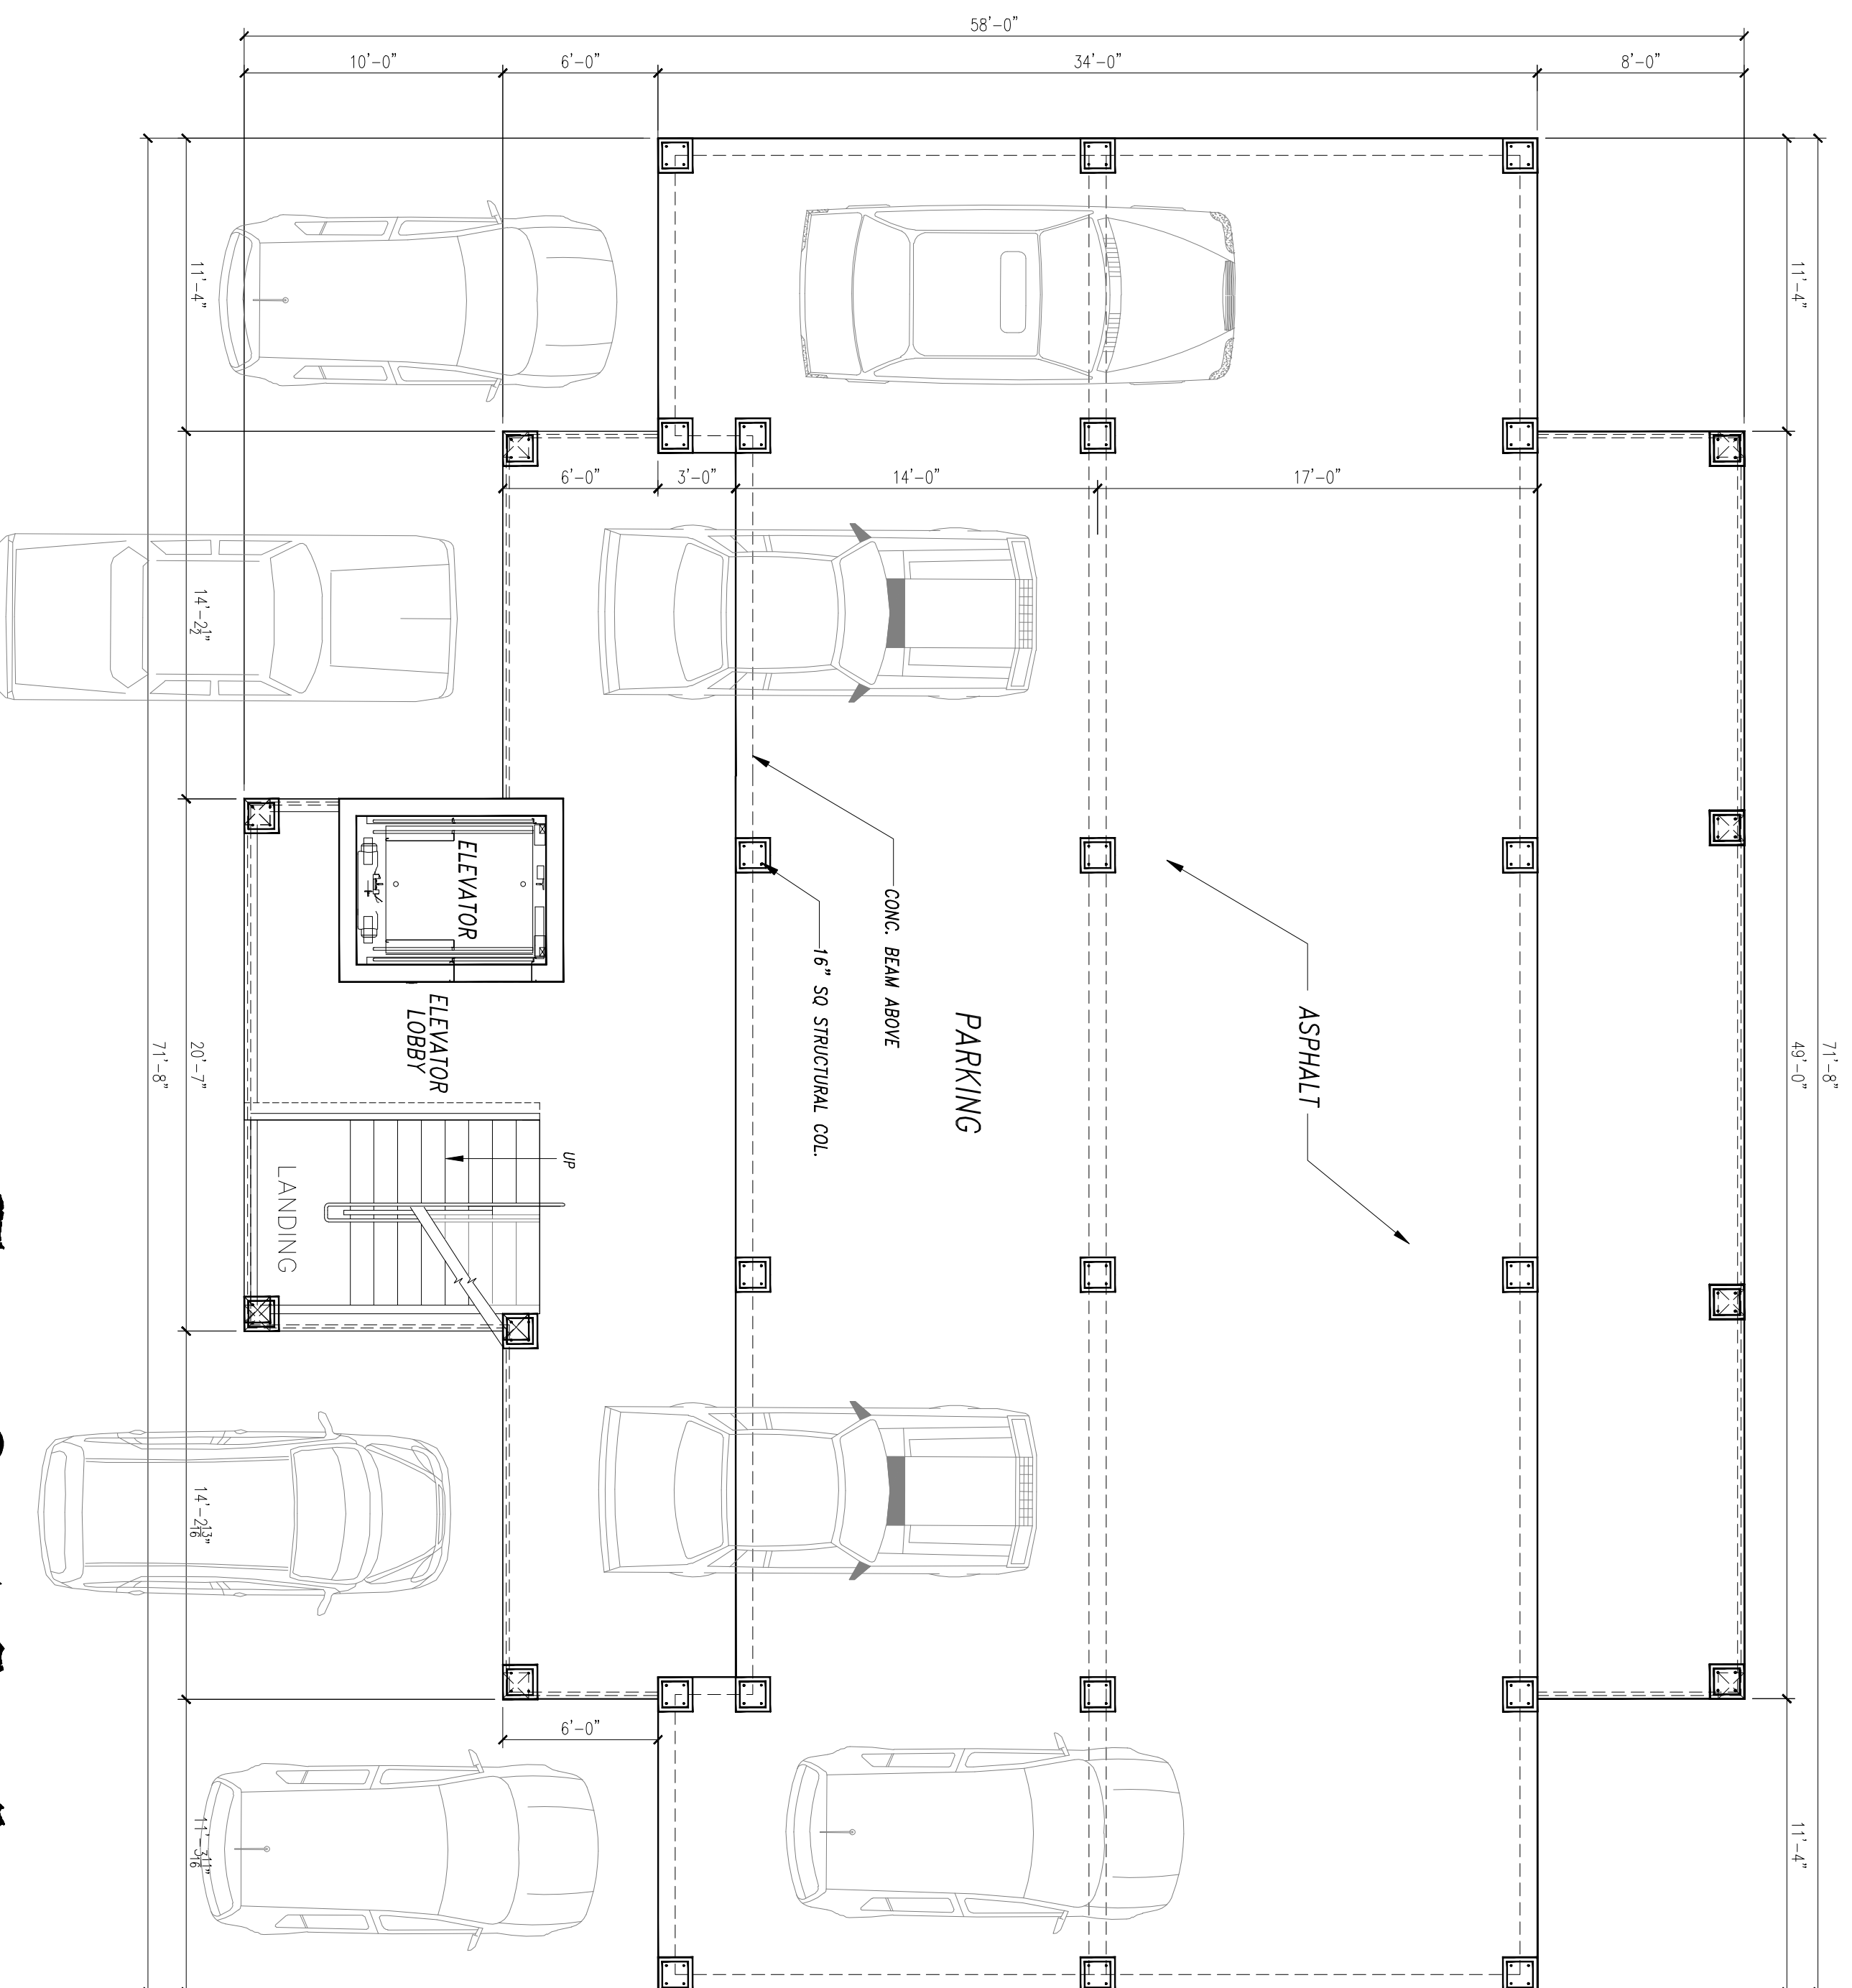 58'-0"
10'-0" 6'-0" 34'-0" 8'-0"
11'-4"
11'-4"
6'-0" 3'-0" 14'-0" 17'-0"
14'-2 1/2"
ELEVATOR
CONC. BEAM ABOVE
16" SQ STRUCTURAL COL.
ELEVATOR
LOBBY
PARKING
ASPHALT
71'-8"
20'-7"
49'-0"
71'-8"
UP
LANDING
14'-2 13/16"
6'-0"
11'-3 11/16"
11'-4"